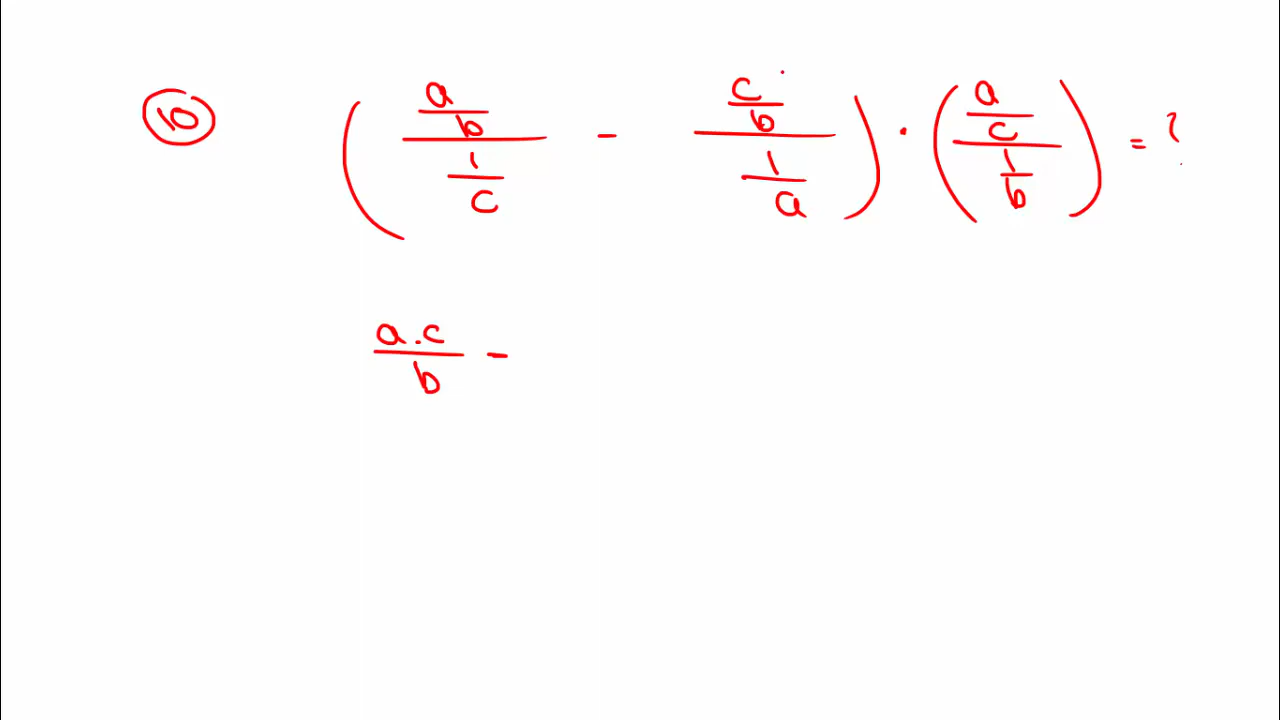 10 ( (a/b)/(1/c) - (c/b)/(1/a) ) · ( (a/c)/(1/b) ) = ?
a.c/b -